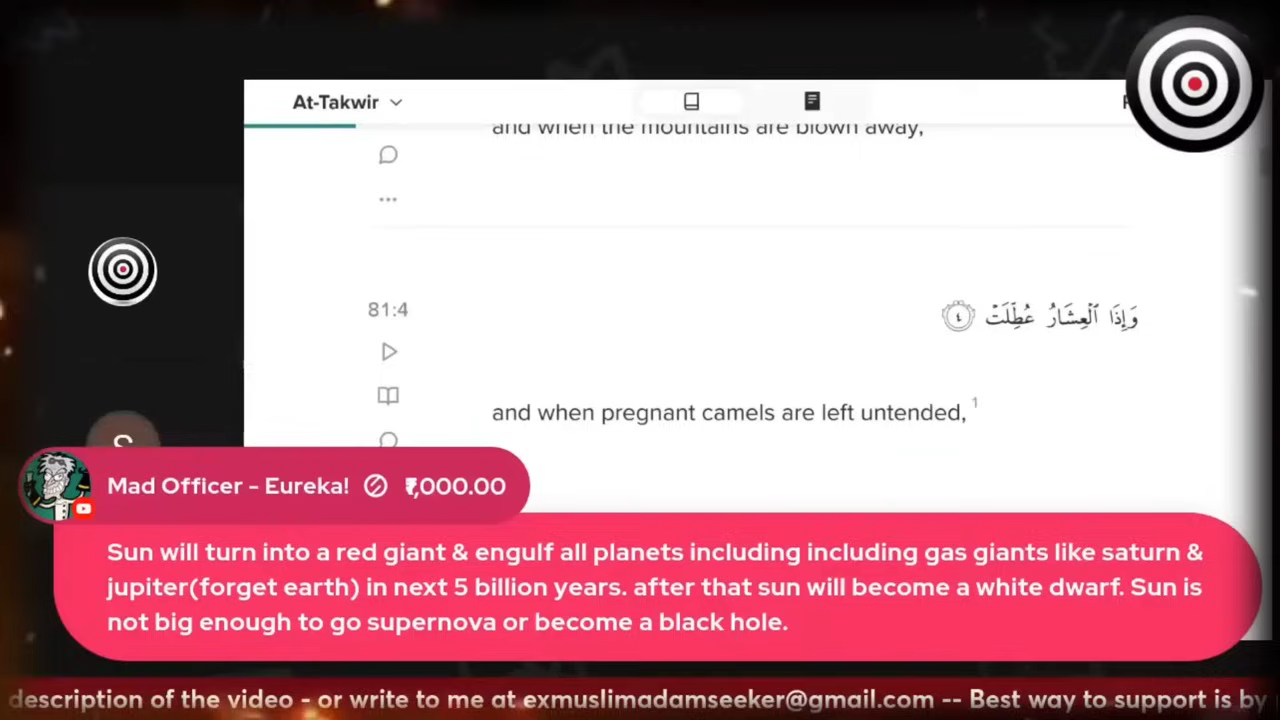 At-Takwir
and when the mountains are blown away,
81:4
وَإِذَا ٱلْعِشَارُ عُطِّلَتْ ٤
and when pregnant camels are left untended, 1
Mad Officer - Eureka! ₹1,000.00
Sun will turn into a red giant & engulf all planets including including gas giants like saturn &
jupiter(forget earth) in next 5 billion years. after that sun will become a white dwarf. Sun is
not big enough to go supernova or become a black hole.
description of the video - or write to me at exmuslimadamseeker@gmail.com -- Best way to support is by